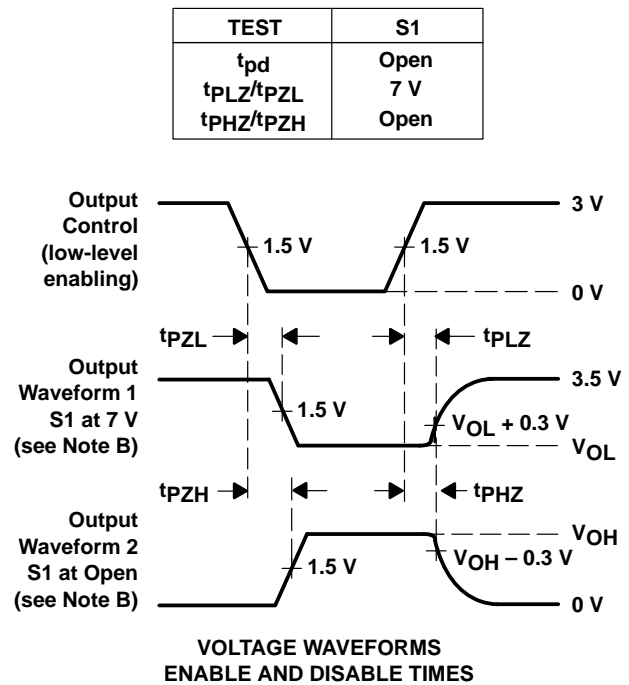 TEST S1
tpd Open
tPLZ/tPZL 7 V
tPHZ/tPZH Open
Output
Control
(low-level
enabling)
3 V
1.5 V
1.5 V
0 V
tPZL
tPLZ
Output
Waveform 1
S1 at 7 V
(see Note B)
3.5 V
1.5 V
VOL + 0.3 V
VOL
tPZH
tPHZ
Output
Waveform 2
S1 at Open
(see Note B)
VOH
1.5 V
VOH – 0.3 V
0 V
VOLTAGE WAVEFORMS
ENABLE AND DISABLE TIMES